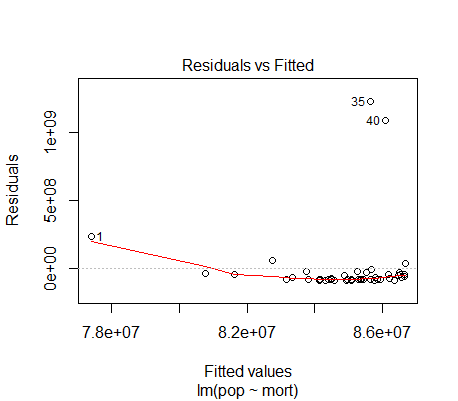 Residuals vs Fitted
Residuals
1e+09
5e+08
0e+00
35
40
1
7.8e+07
8.2e+07
8.6e+07
Fitted values
lm(pop ~ mort)